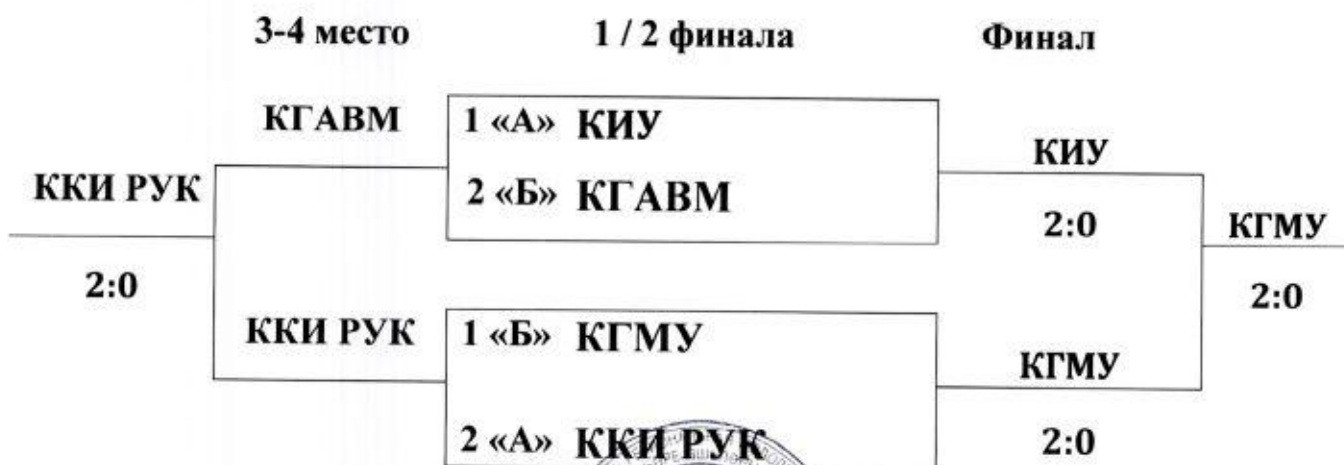 3-4 место 1 / 2 финала Финал
КГАВМ 1 «А» КИУ
КИУ
ККИ РУК 2 «Б» КГАВМ
2:0 КГМУ
2:0 2:0
ККИ РУК 1 «Б» КГМУ
КГМУ
2 «А» ККИ РУК 2:0